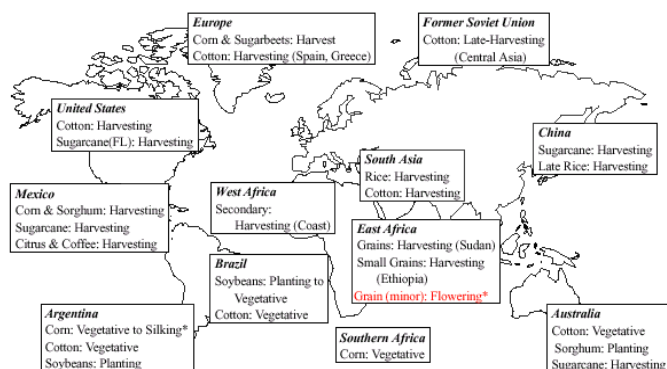 Europe
Corn & Sugarbeets: Harvest
Cotton: Harvesting (Spain, Greece)
Former Soviet Union
Cotton: Late-Harvesting
(Central Asia)
United States
Cotton: Harvesting
Sugarcane(FL): Harvesting
China
Sugarcane: Harvesting
Late Rice: Harvesting
South Asia
Rice: Harvesting
Cotton: Harvesting
Mexico
Corn & Sorghum: Harvesting
Sugarcane: Harvesting
Citrus & Coffee: Harvesting
West Africa
Secondary:
Harvesting (Coast)
East Africa
Grains: Harvesting (Sudan)
Small Grains: Harvesting
(Ethiopia)
Grain (minor): Flowering*
Brazil
Soybeans: Planting to
Vegetative
Cotton: Vegetative
Argentina
Corn: Vegetative to Silking*
Cotton: Vegetative
Soybeans: Planting
Southern Africa
Corn: Vegetative
Australia
Cotton: Vegetative
Sorghum: Planting
Sugarcane: Harvesting